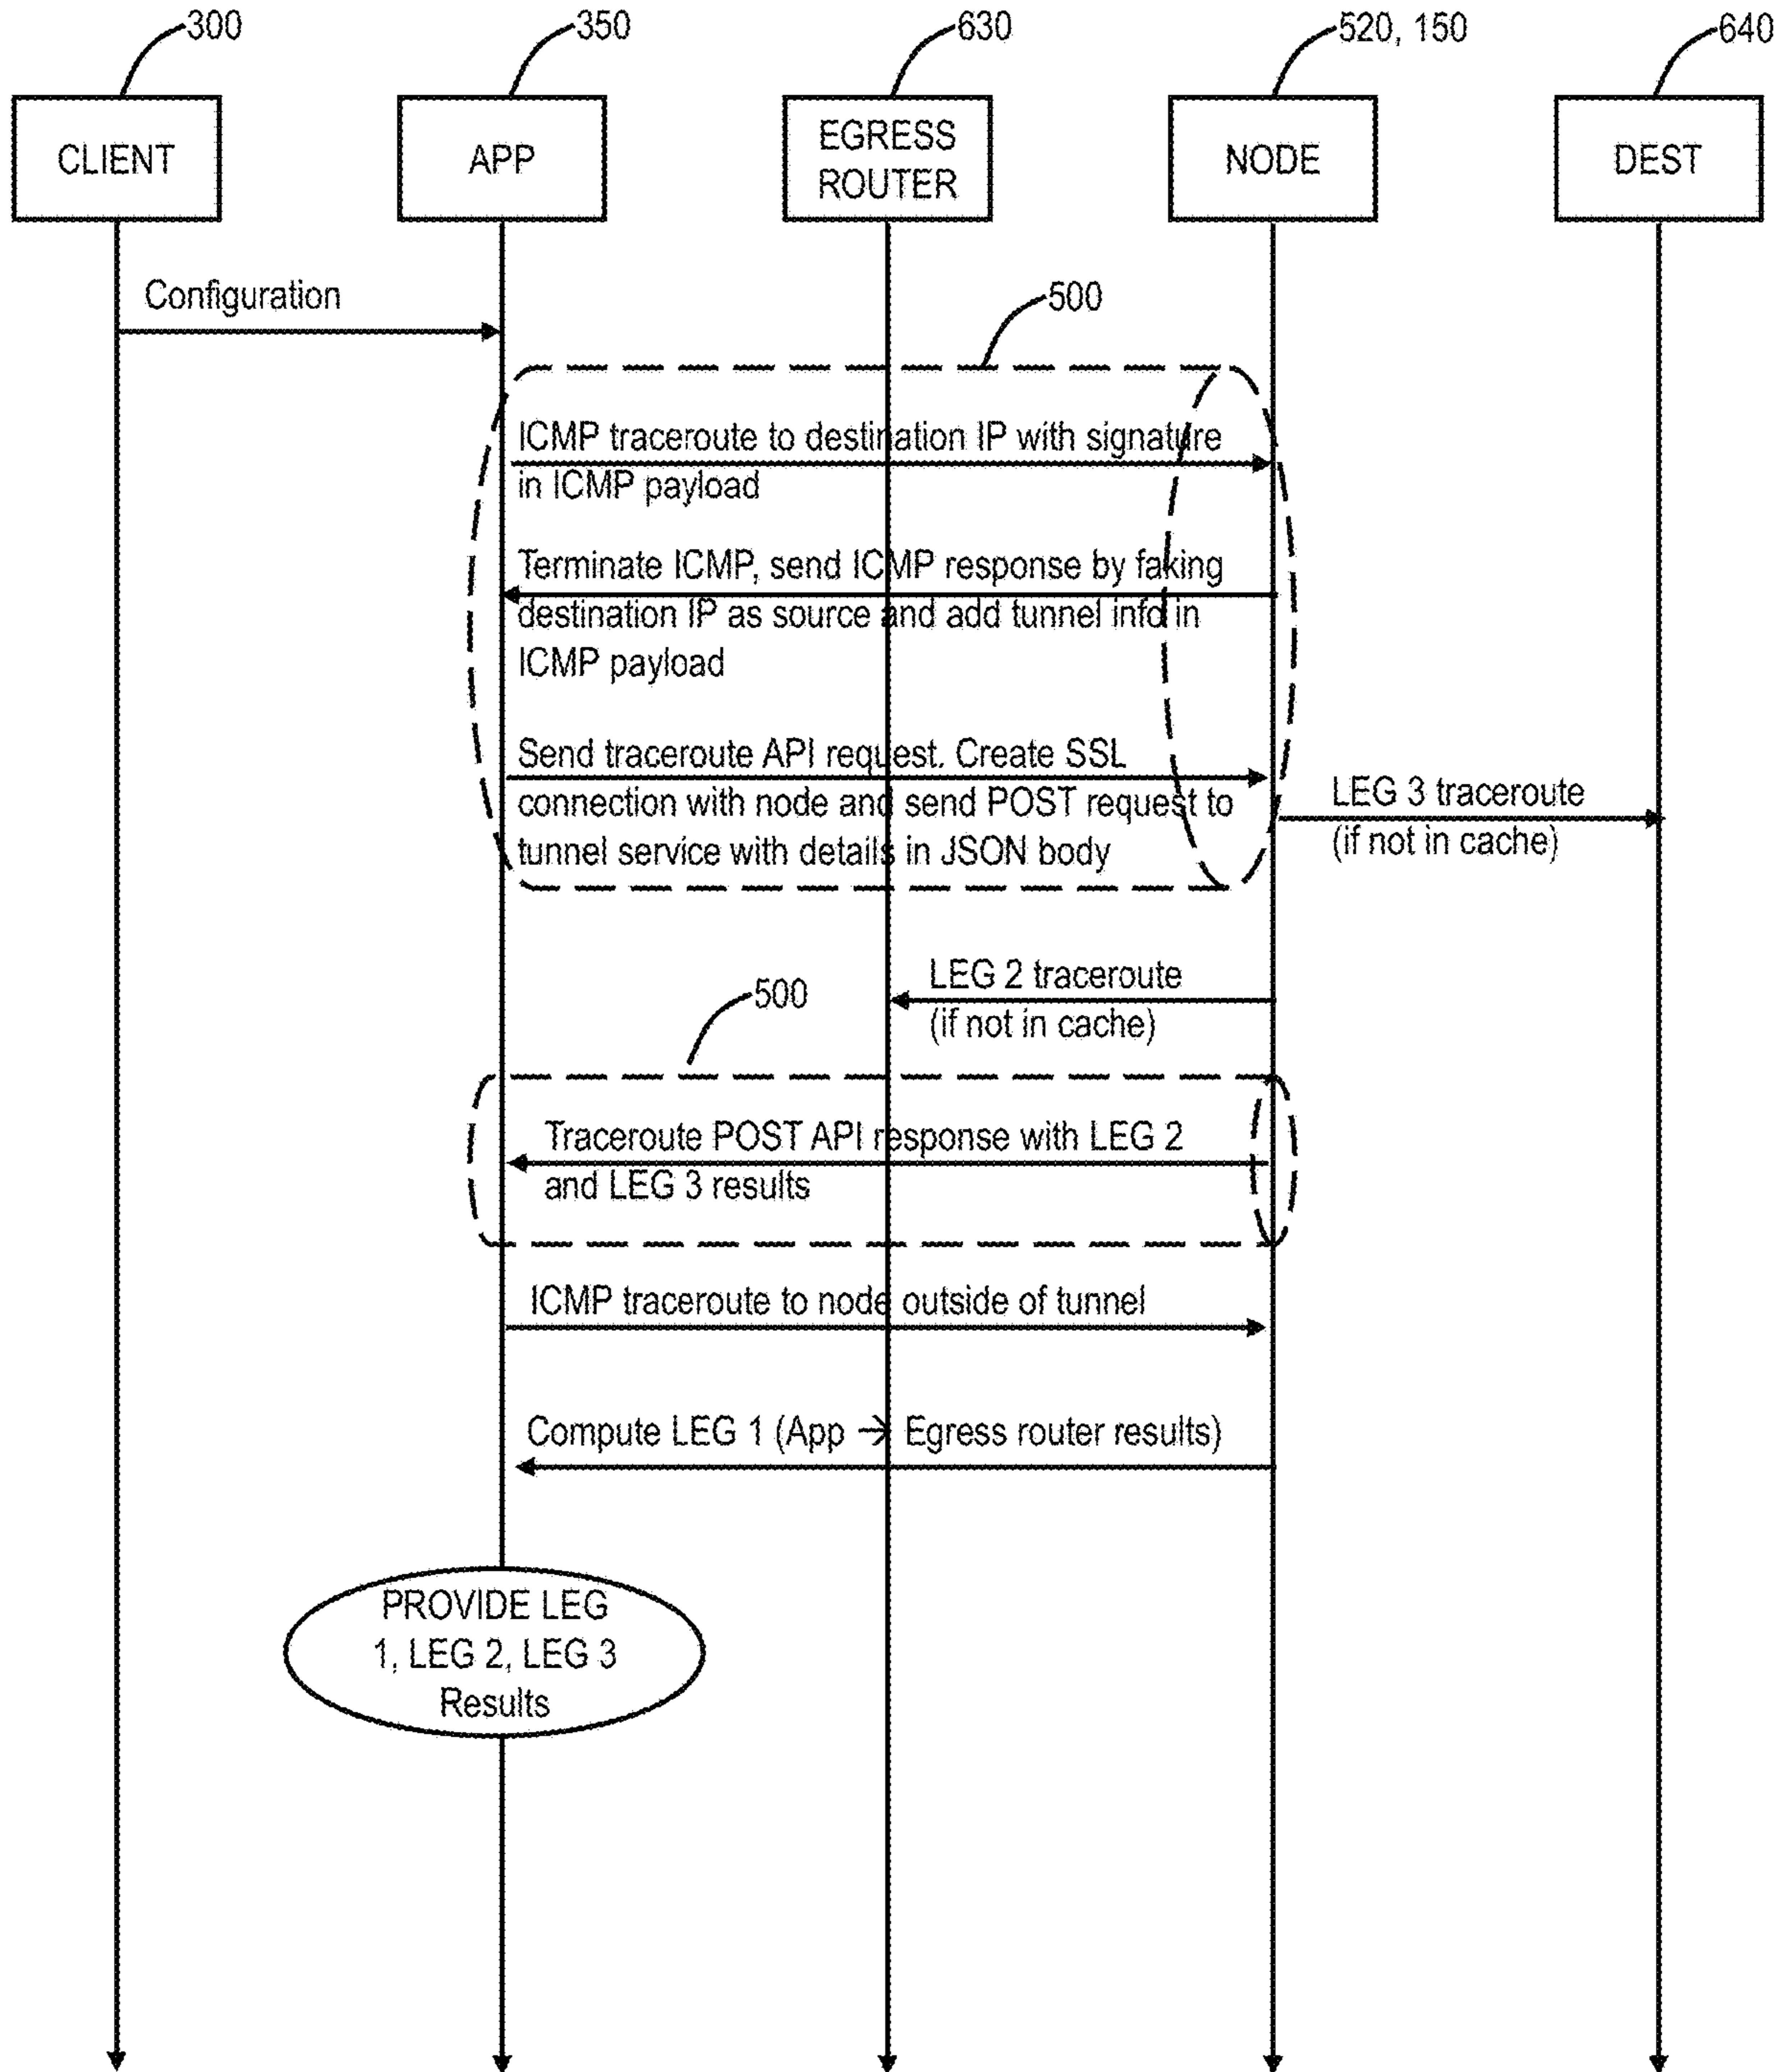 300
350
630
520, 150
640
CLIENT
APP
EGRESS
ROUTER
NODE
DEST
Configuration
500
ICMP traceroute to destination IP with signature
in ICMP payload
Terminate ICMP, send ICMP response by faking
destination IP as source and add tunnel info in
ICMP payload
Send traceroute API request. Create SSL
connection with node and send POST request to
tunnel service with details in JSON body
LEG 3 traceroute
(if not in cache)
LEG 2 traceroute
(if not in cache)
500
Traceroute POST API response with LEG 2
and LEG 3 results
ICMP traceroute to node outside of tunnel
Compute LEG 1 (App → Egress router results)
PROVIDE LEG
1, LEG 2, LEG 3
Results